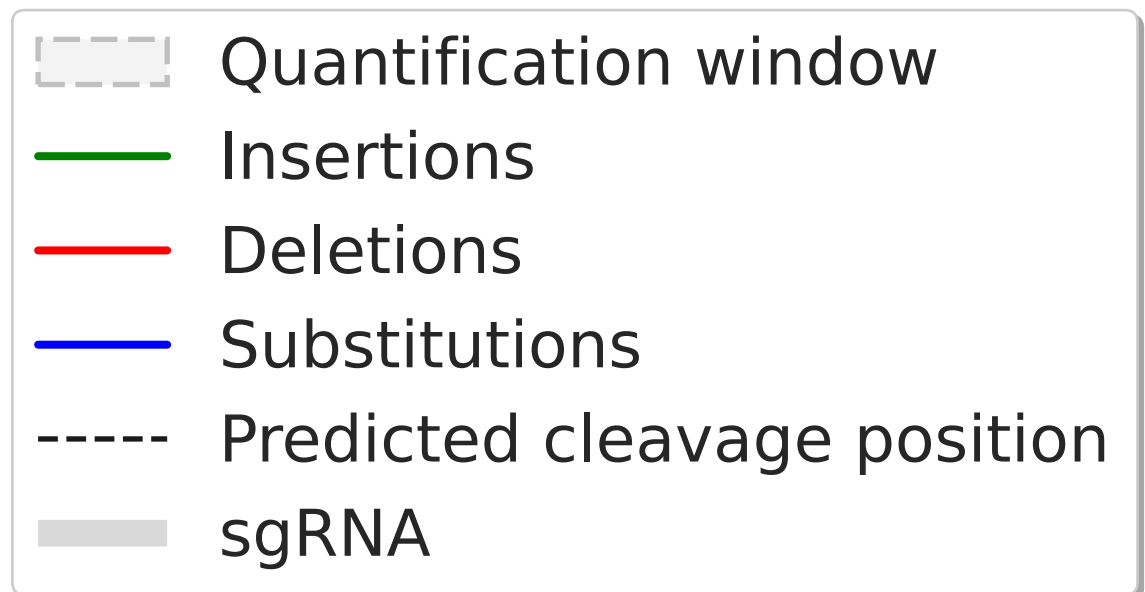 Quantification window
Insertions
Deletions
Substitutions
Predicted cleavage position
sgRNA